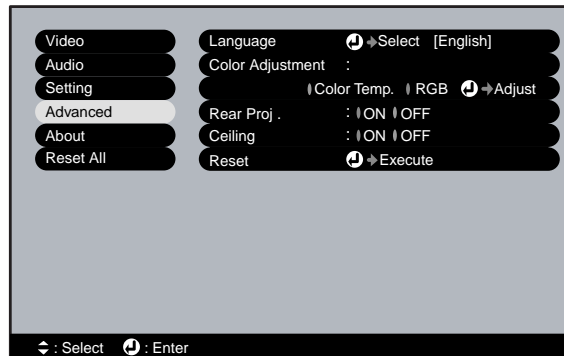 Video
Audio
Setting
Advanced
About
Reset All
Language Select [English]
Color Adjustment :
Color Temp. RGB Adjust
Rear Proj . : ON OFF
Ceiling : ON OFF
Reset Execute
: Select : Enter